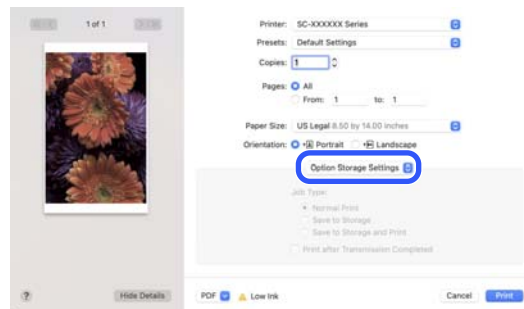 1 of 1
Printer: SC-XXXXXX Series
Presets: Default Settings
Copies: 1
Pages: All
From: 1 to: 1
Paper Size: US Legal 8.50 by 14.00 inches
Orientation: Portrait Landscape
Option Storage Settings
Job Type:
Normal Print
Save to Storage
Save to Storage and Print
Print after Transmission Completed
? Hide Details PDF Low Ink Cancel Print